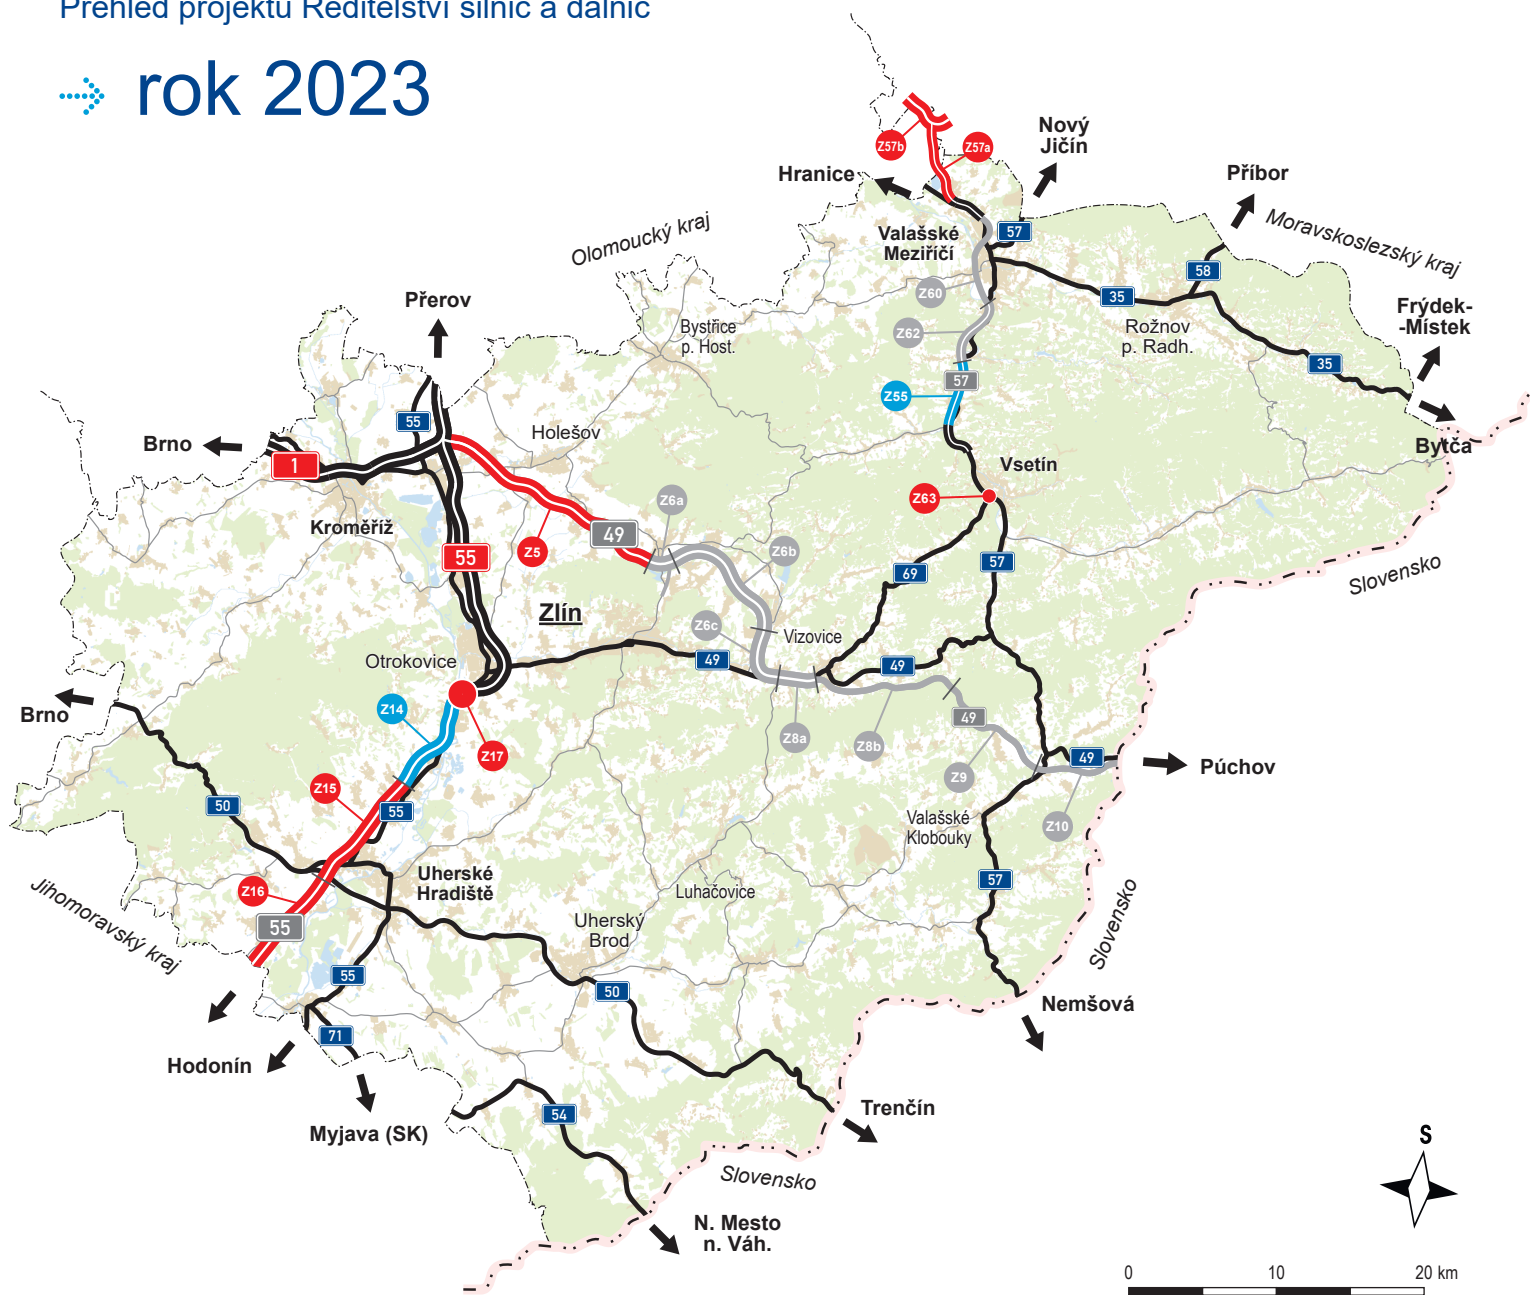 Přehled projektů Ředitelství silnic a dálnic
rok 2023
Z57b
Z57a
Nový
Jičín
Hranice
Příbor
Olomoucký kraj
Valašské
Meziříčí
57
Moravskoslezský kraj
58
Z60
35
Přerov
Frýdek-
-Místek
Bystřice
p. Host.
Z62
Rožnov
p. Radh.
35
57
Z55
55
Brno
Holešov
Bytča
1
Vsetín
Z63
Z6a
Kroměříž
49
Z5
55
Z6b
57
69
Slovensko
Zlín
Z6c
Vizovice
Otrokovice
49
49
Brno
Z14
49
Z8a
Z8b
Z17
49
Púchov
Z9
Z15
50
55
Valašské
Klobouky
Z10
Uherské
Hradiště
57
Z16
Luhačovice
Jihomoravský kraj
55
Uherský
Brod
Slovensko
55
50
Nemšová
71
Hodonín
Trenčín
54
Myjava (SK)
S
Slovensko
N. Mesto
n. Váh.
0 10 20 km